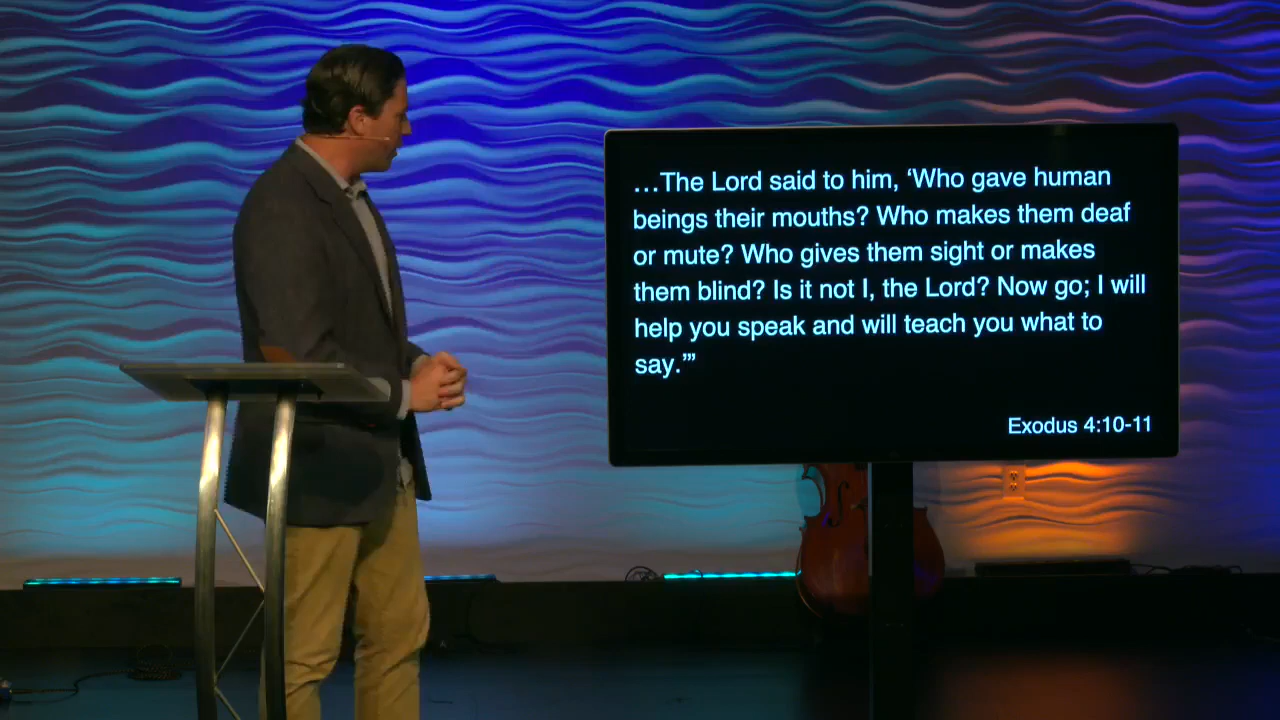 …The Lord said to him, ‘Who gave human
beings their mouths? Who makes them deaf
or mute? Who gives them sight or makes
them blind? Is it not I, the Lord? Now go; I will
help you speak and will teach you what to
say.’”
Exodus 4:10-11